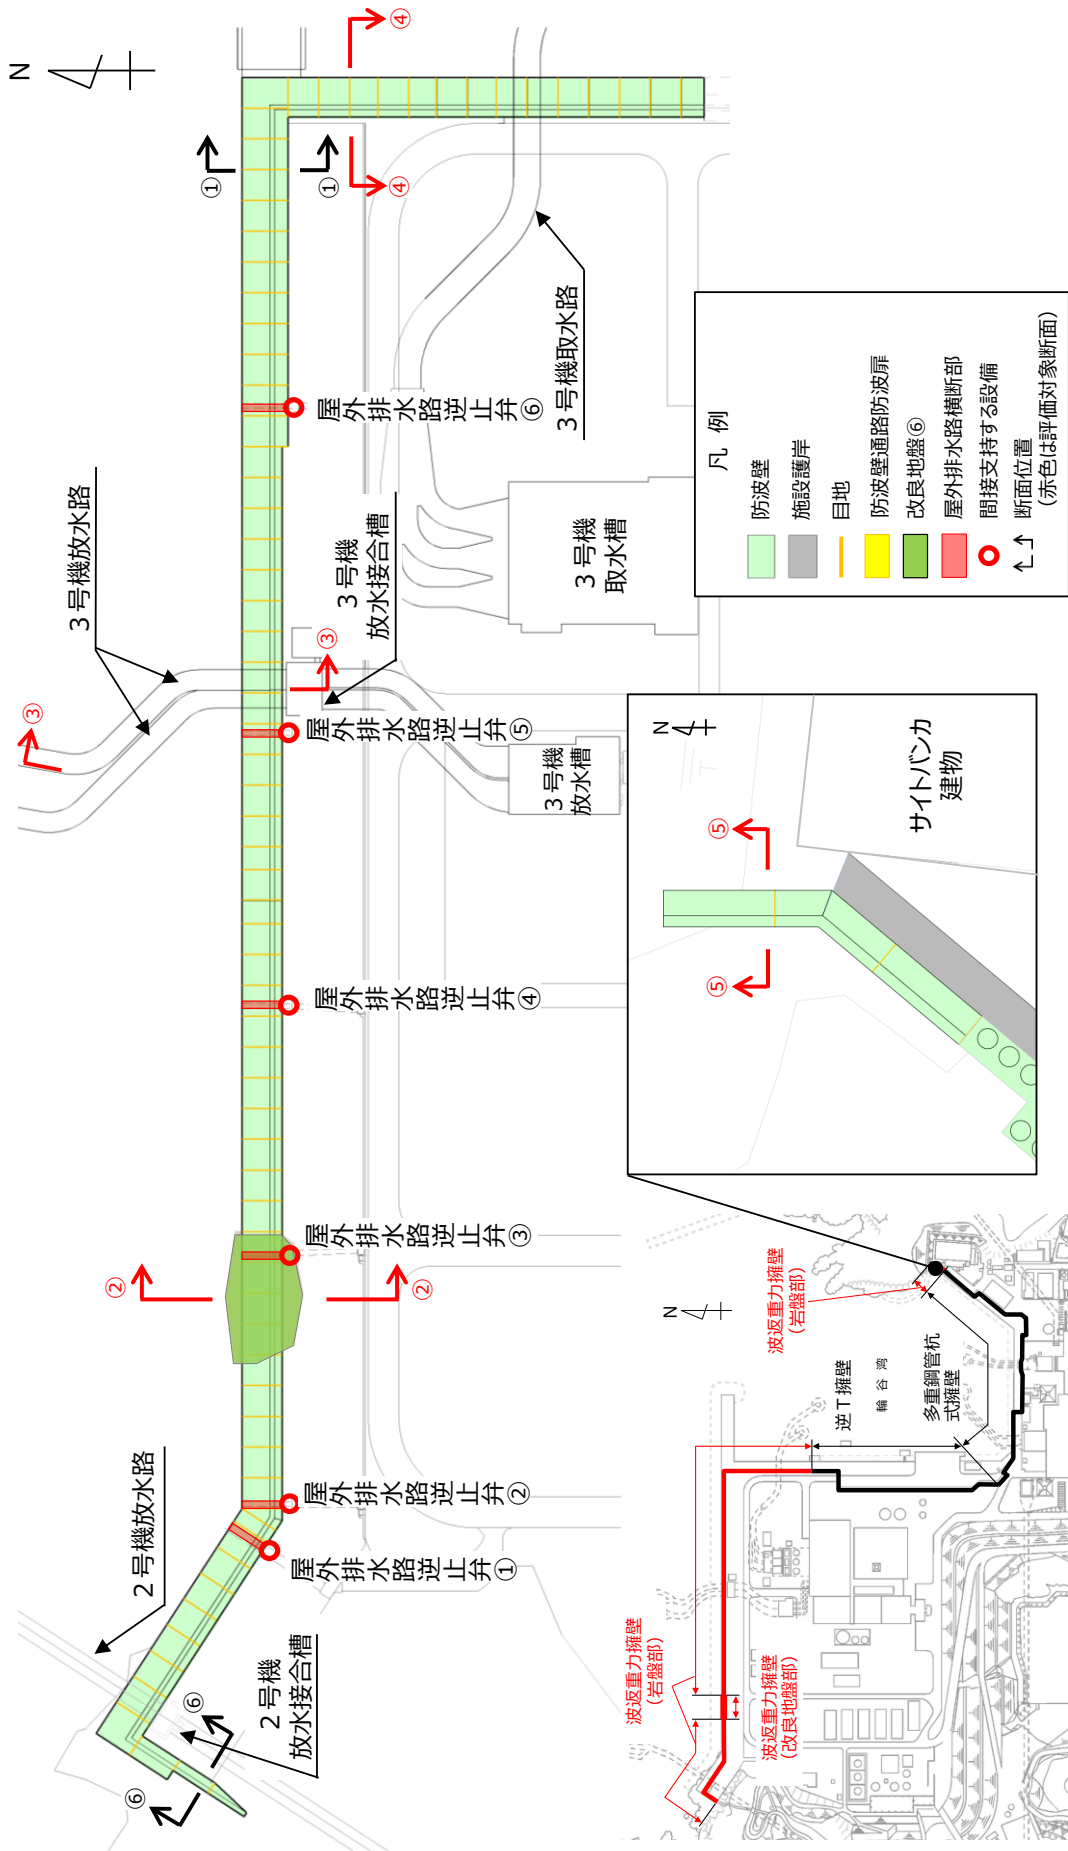 N
④
④
①
①
3号機取水路
屋外排水路逆止弁⑥
3号機放水路
3号機
放水接合槽
3号機
取水槽
③
③
屋外排水路逆止弁⑤
3号機
放水槽
屋外排水路逆止弁④
屋外排水路逆止弁③
②
②
屋外排水路逆止弁②
屋外排水路逆止弁①
2号機放水路
2号機
放水接合槽
⑥
⑥
凡 例
防波壁
施設護岸
目地
防波壁通路防波扉
改良地盤⑥
屋外排水路横断部
間接支持する設備
断面位置
(赤色は評価対象断面)
N
⑤
⑤
サイトバンカ
建物
N
波返重力擁壁
(岩盤部)
逆T擁壁
輪谷湾
多重鋼管杭
式擁壁
波返重力擁壁
(岩盤部)
波返重力擁壁
(改良地盤部)